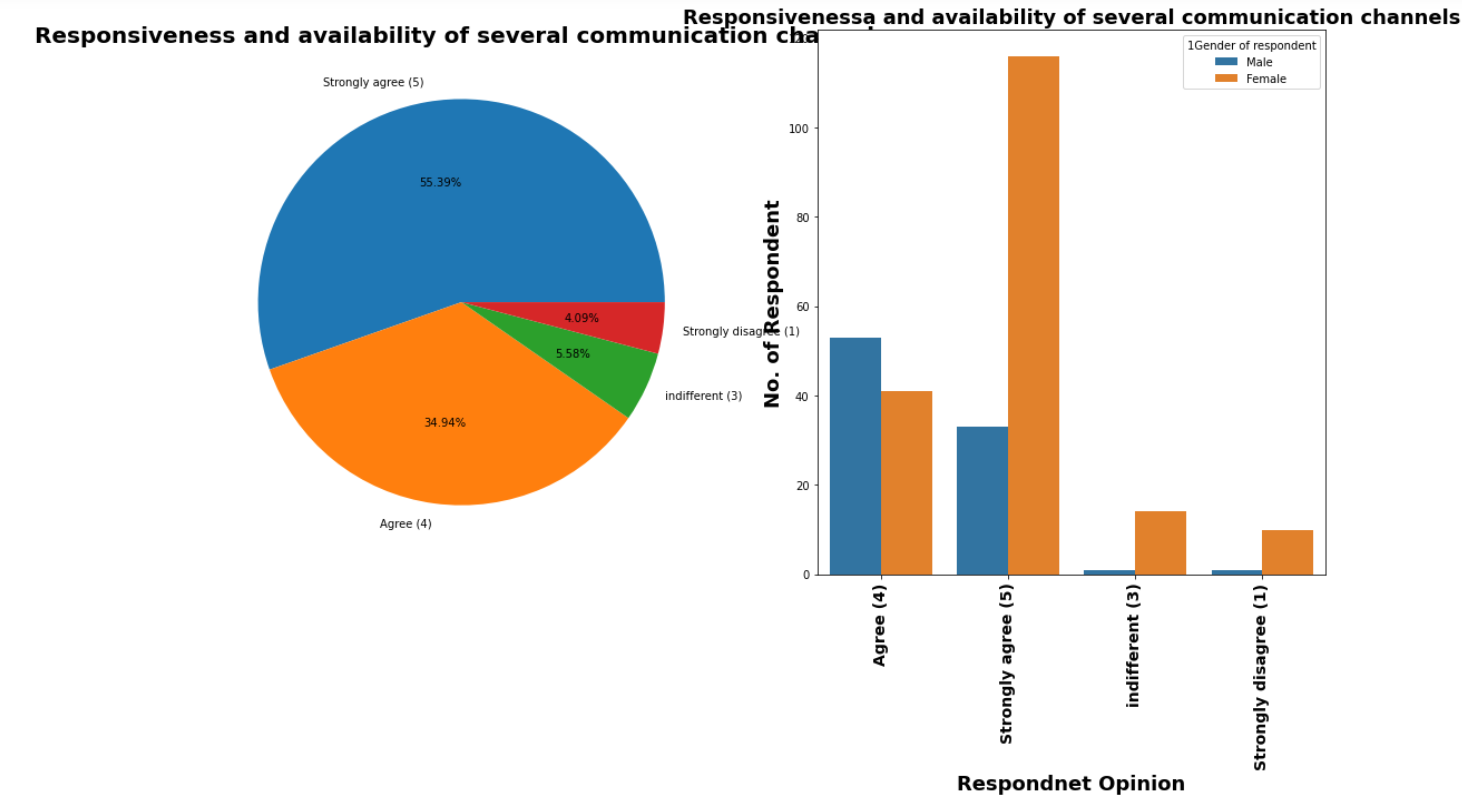 Responsiveness and availability of several communication
Strongly agree (5)
55.39%
4.09%
Strongly disagree (1)
5.58%
indifferent (3)
34.94%
Agree (4)
Responsivenessa and availability of several communication channels
1Gender of respondent
Male
Female
100
80
60
40
20
0
No. of Respondent
Agree (4)
Strongly agree (5)
indifferent (3)
Strongly disagree (1)
Respondnet Opinion